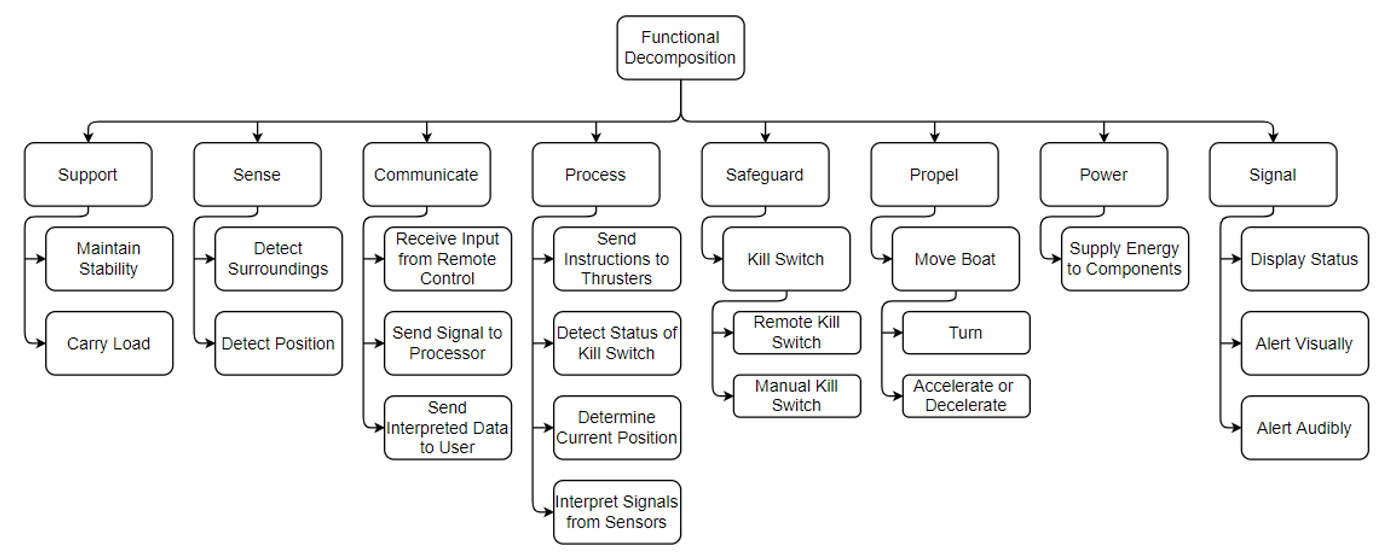 Functional
Decomposition
Support
Sense
Communicate
Process
Safeguard
Propel
Power
Signal
Maintain
Stability
Carry Load
Detect
Surroundings
Detect Position
Receive Input
from Remote
Control
Send Signal to
Processor
Send
Interpreted Data
to User
Send
Instructions to
Thrusters
Detect Status of
Kill Switch
Determine
Current Position
Interpret Signals
from Sensors
Kill Switch
Remote Kill
Switch
Manual Kill
Switch
Move Boat
Turn
Accelerate or
Decelerate
Supply Energy
to Components
Display Status
Alert Visually
Alert Audibly